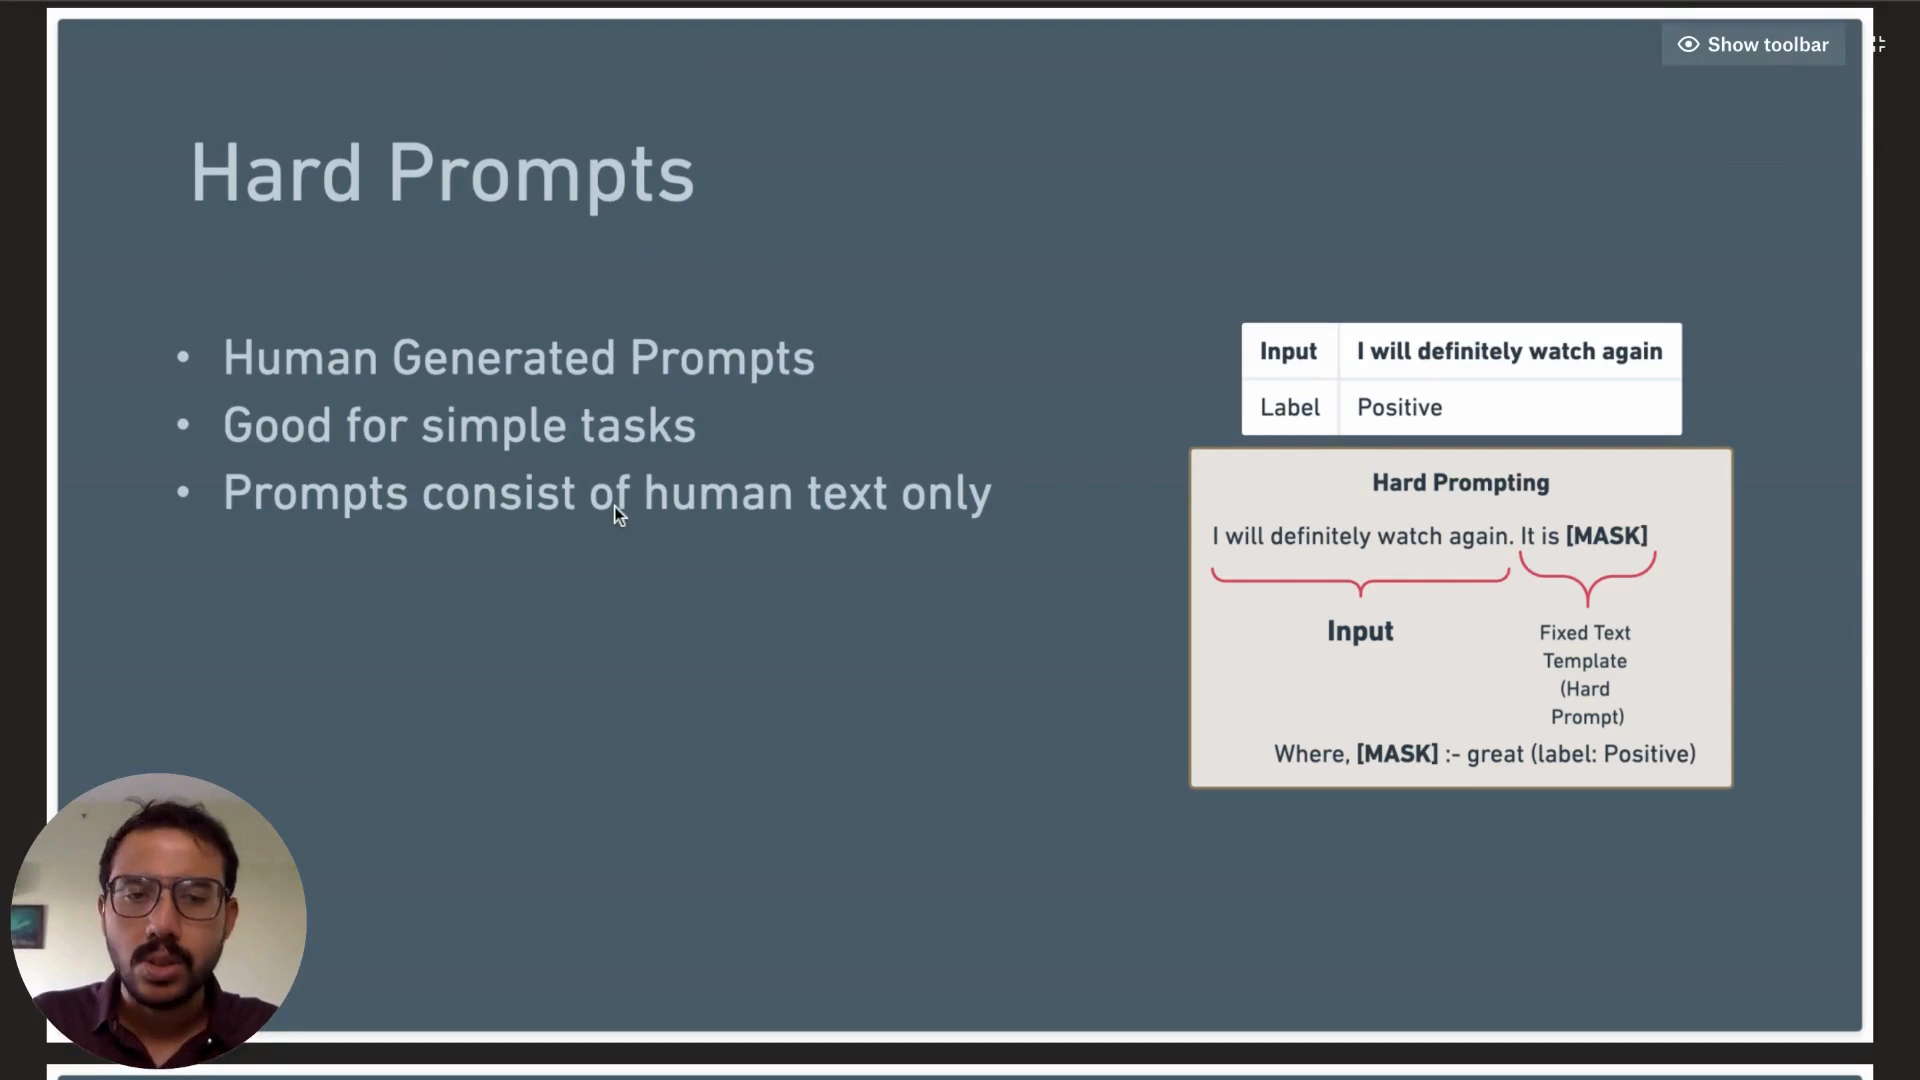 Show toolbar
Hard Prompts
• Human Generated Prompts
• Good for simple tasks
• Prompts consist of human text only
Input I will definitely watch again
Label Positive
Hard Prompting
I will definitely watch again. It is [MASK]
Input
Fixed Text
Template
(Hard
Prompt)
Where, [MASK] :- great (label: Positive)